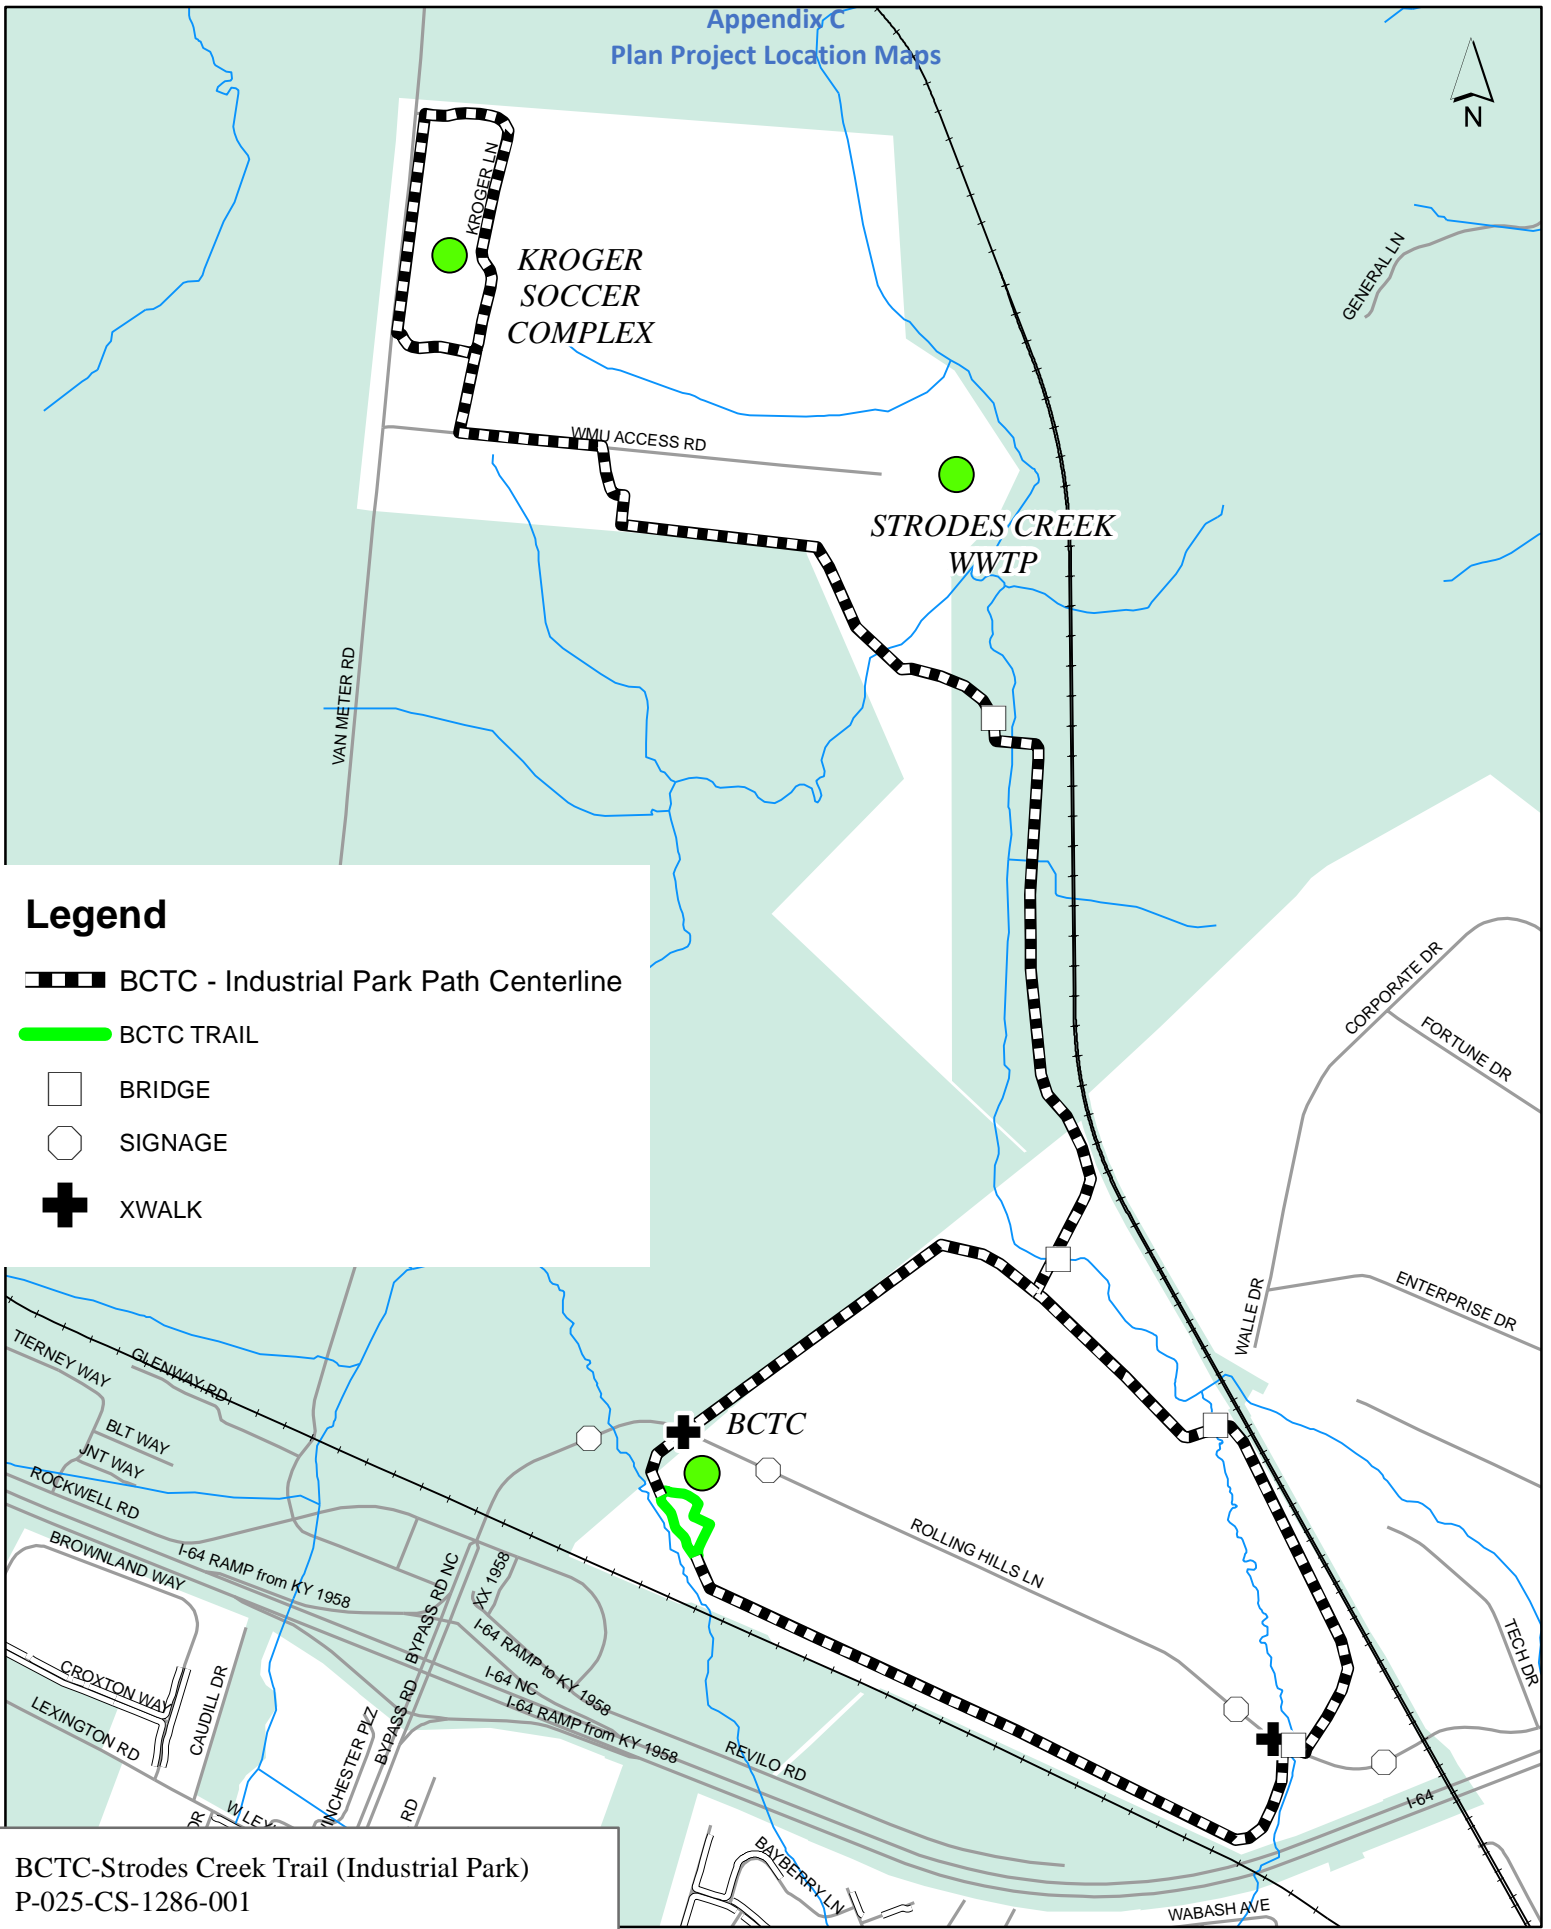 Appendix C
Plan Project Location Maps
N
KROGER LN
KROGER
SOCCER
COMPLEX
GENERAL LN
WMU ACCESS RD
STRODES CREEK
WWTP
VAN METER RD
Legend
BCTC - Industrial Park Path Centerline
BCTC TRAIL
BRIDGE
SIGNAGE
XWALK
CORPORATE DR
FORTUNE DR
WALLE DR
ENTERPRISE DR
TIERNEY WAY
GLENWAY RD
BLT WAY
JNT WAY
ROCKWELL RD
BROWNLAND WAY
I-64 RAMP from KY 1958
BCTC
ROLLING HILLS LN
BYPASS RD NC
XX 1958
I-64 RAMP to KY 1958
I-64 NC
I-64 RAMP from KY 1958
CROXTON WAY
LEXINGTON RD
CAUDILL DR
BYPASS RD
REVILO RD
TECH DR
I-64
RD
DR
BAYBERRY LN
WABASH AVE
BCTC-Strodes Creek Trail (Industrial Park)
P-025-CS-1286-001